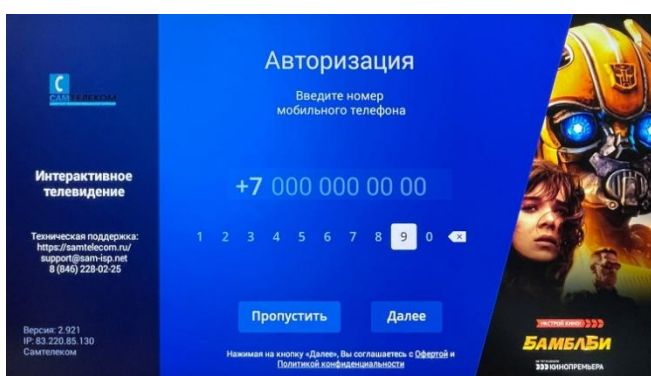 САМТЕЛЕКОМ
Интерактивное
телевидение
Техническая поддержка:
https://samtelecom.ru/
support@sam-isp.net
8 (846) 228-02-25
Версия: 2.921
IP: 83.220.85.130
Самтелеком
Авторизация
Введите номер
мобильного телефона
+7 000 000 00 00
1 2 3 4 5 6 7 8 9 0
Пропустить Далее
Нажимая на кнопку «Далее», Вы соглашаетесь с Офертой и
Политикой конфиденциальности
НАСТРОЙ КИНО!
БАМБЛБИ
КИНОПРЕМЬЕРА